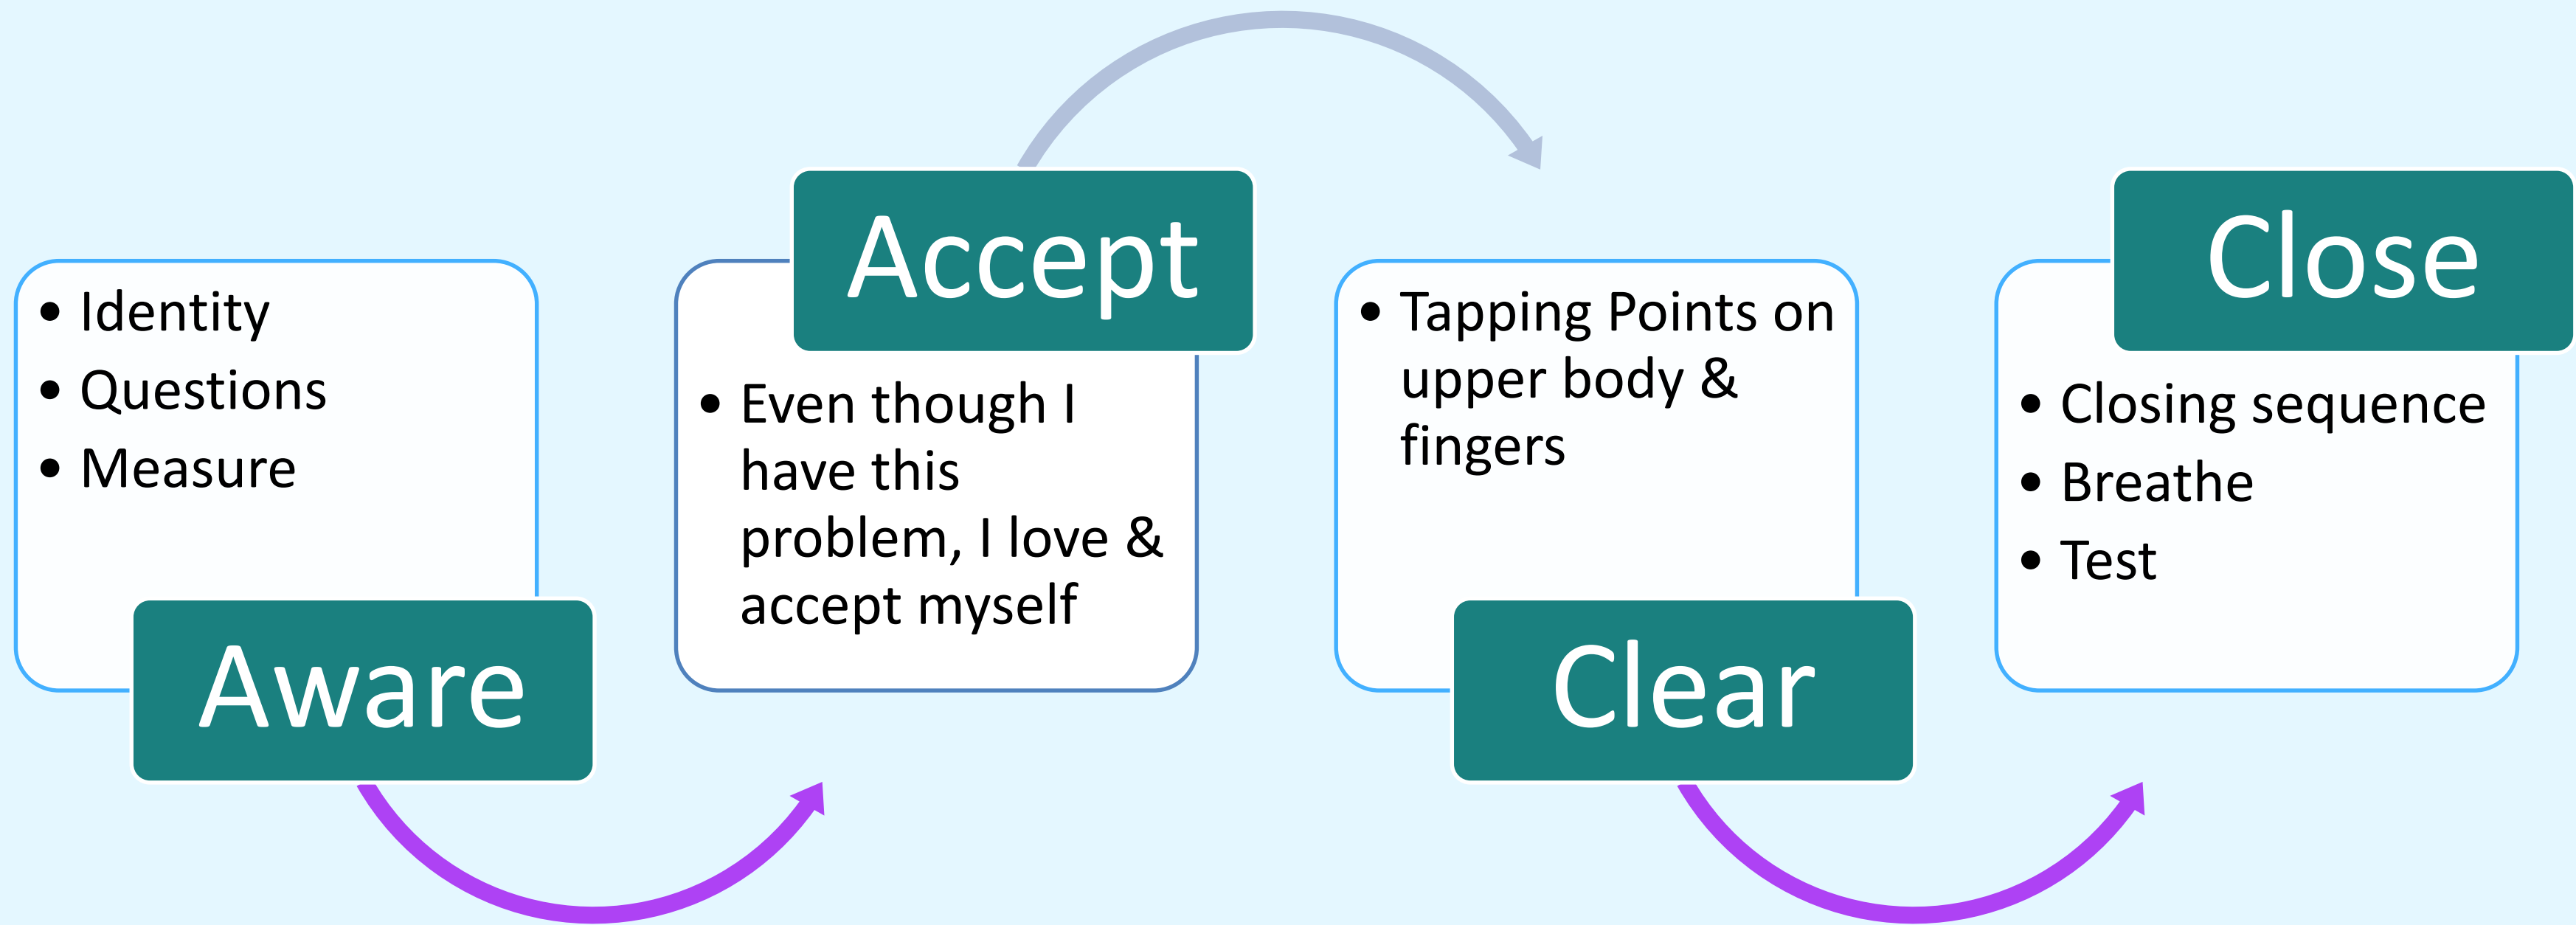 • Identity
• Questions
• Measure
Aware
Accept
• Even though I
have this
problem, I love &
accept myself
• Tapping Points on
upper body &
fingers
Clear
Close
• Closing sequence
• Breathe
• Test